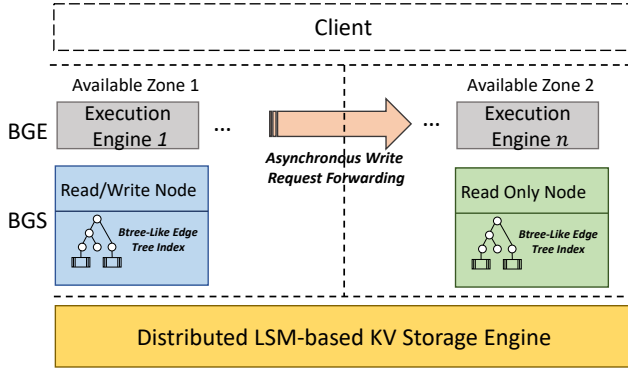 Client
Available Zone 1
Available Zone 2
BGE
Execution
Engine 1
...
...
Execution
Engine n
Asynchronous Write
Request Forwarding
BGS
Read/Write Node
Btree-Like Edge
Tree Index
Read Only Node
Btree-Like Edge
Tree Index
Distributed LSM-based KV Storage Engine